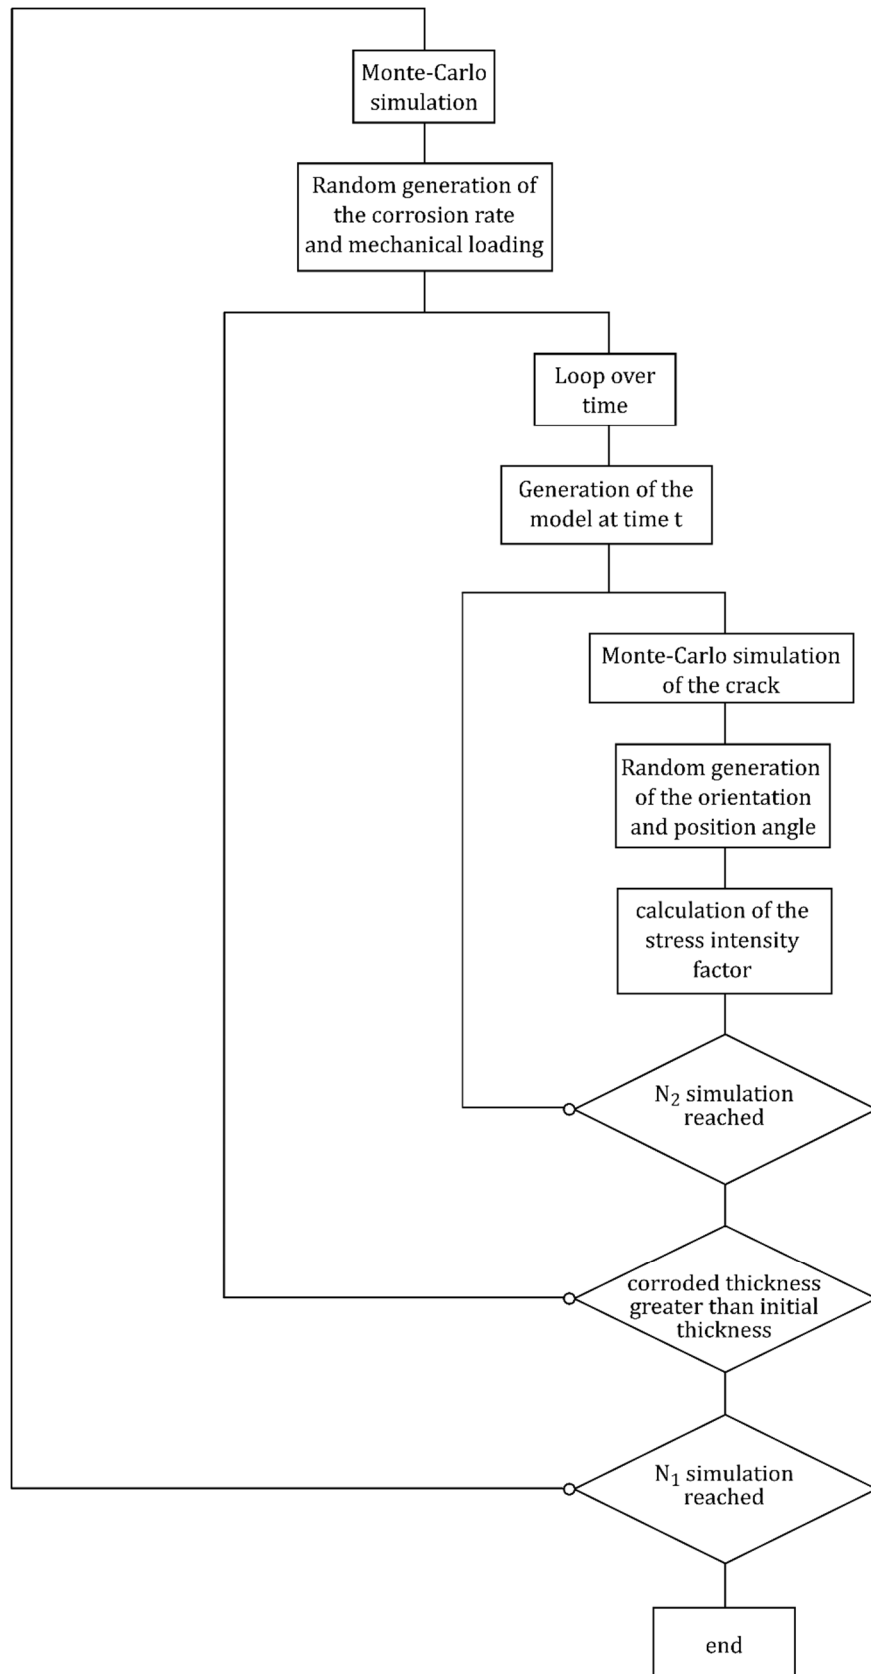 Monte-Carlo
simulation
Random generation of
the corrosion rate
and mechanical loading
Loop over
time
Generation of the
model at time t
Monte-Carlo simulation
of the crack
Random generation
of the orientation
and position angle
calculation of the
stress intensity
factor
N₂ simulation
reached
corroded thickness
greater than initial
thickness
N₁ simulation
reached
end